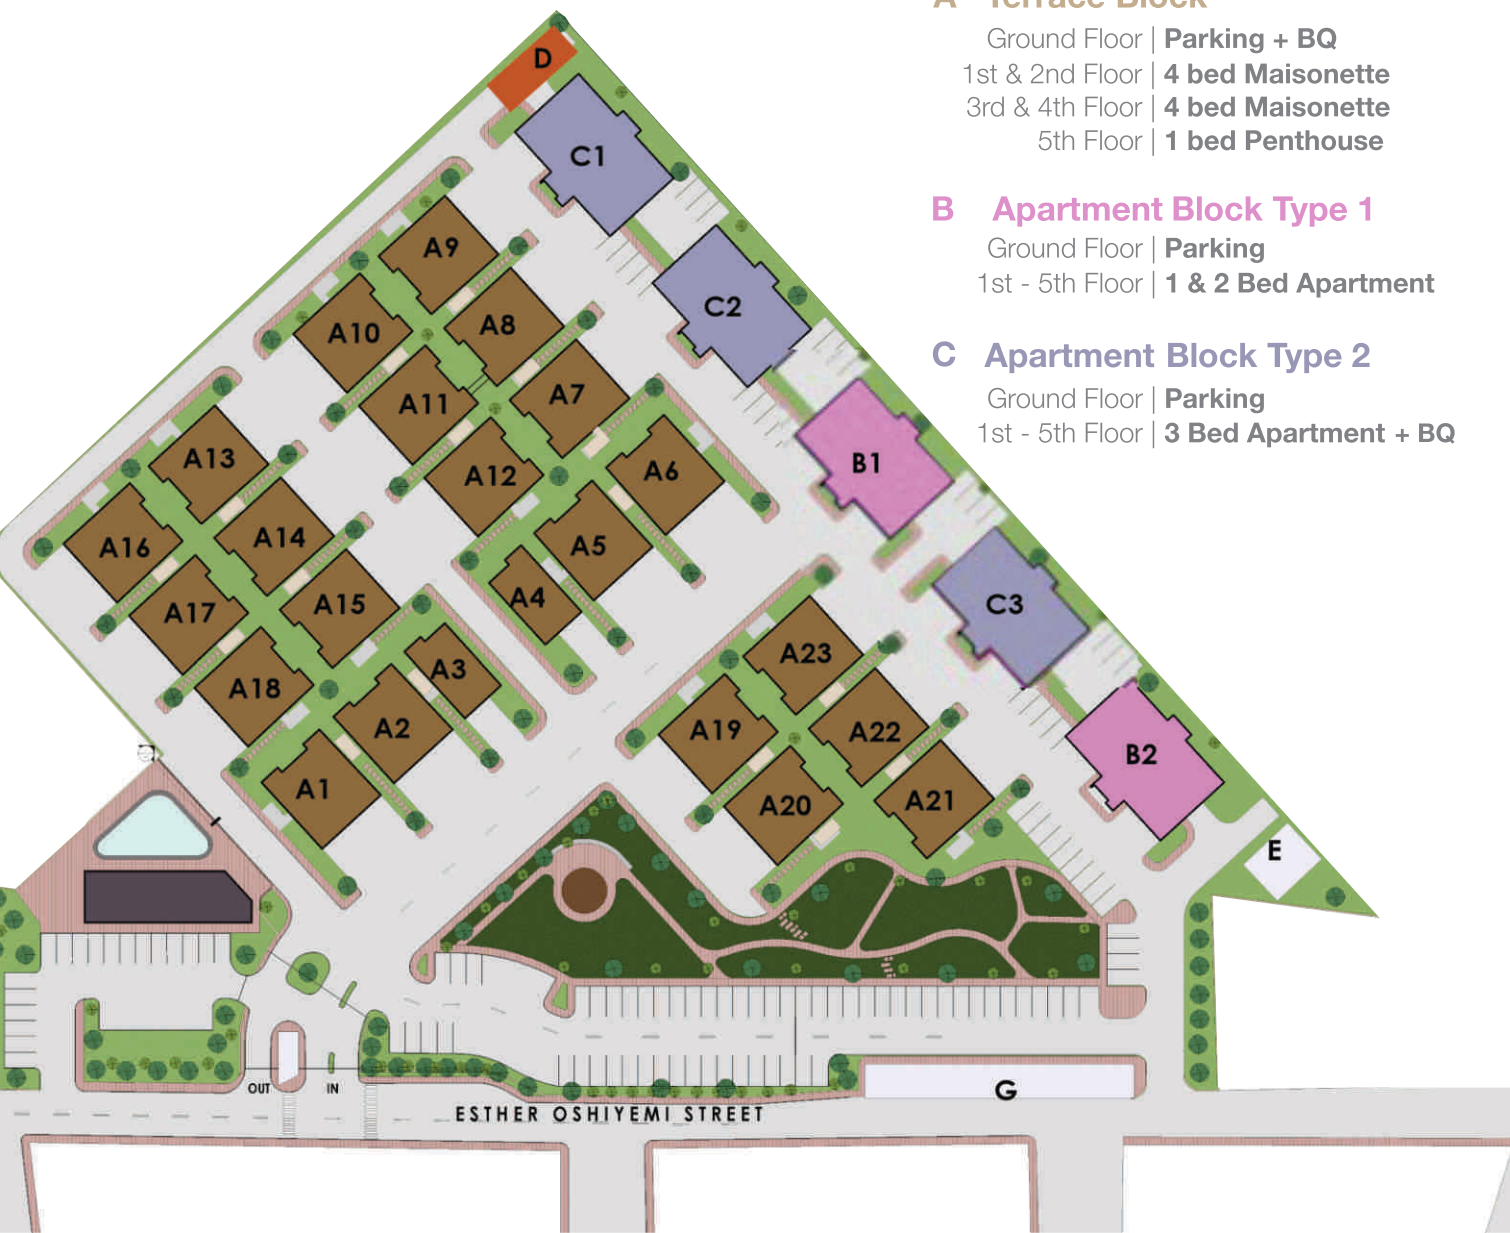 A Terrace Block
Ground Floor | Parking + BQ
1st & 2nd Floor | 4 bed Maisonette
3rd & 4th Floor | 4 bed Maisonette
5th Floor | 1 bed Penthouse
B Apartment Block Type 1
Ground Floor | Parking
1st - 5th Floor | 1 & 2 Bed Apartment
C Apartment Block Type 2
Ground Floor | Parking
1st - 5th Floor | 3 Bed Apartment + BQ
D
C1
A9
C2
A8
A10
A7
A11
A13
B1
A6
A12
A14
A16
A5
A4
C3
A15
A17
A23
A3
A18
A2
A19
A22
B2
A1
A21
A20
E
I
OUT
IN
G
ESTHER OSHIYEMI STREET